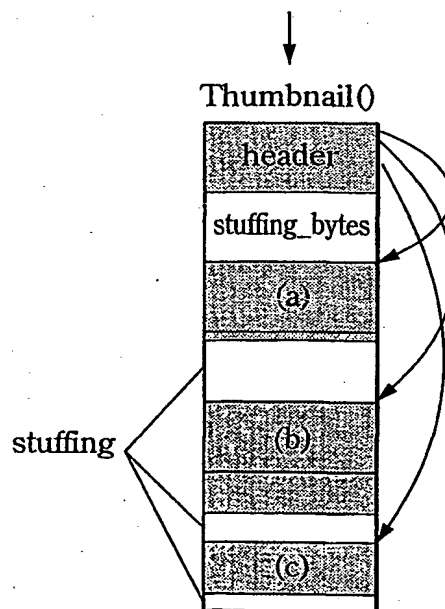 Thumbnail()
header
stuffing_bytes
(a)
(b)
stuffing
(c)